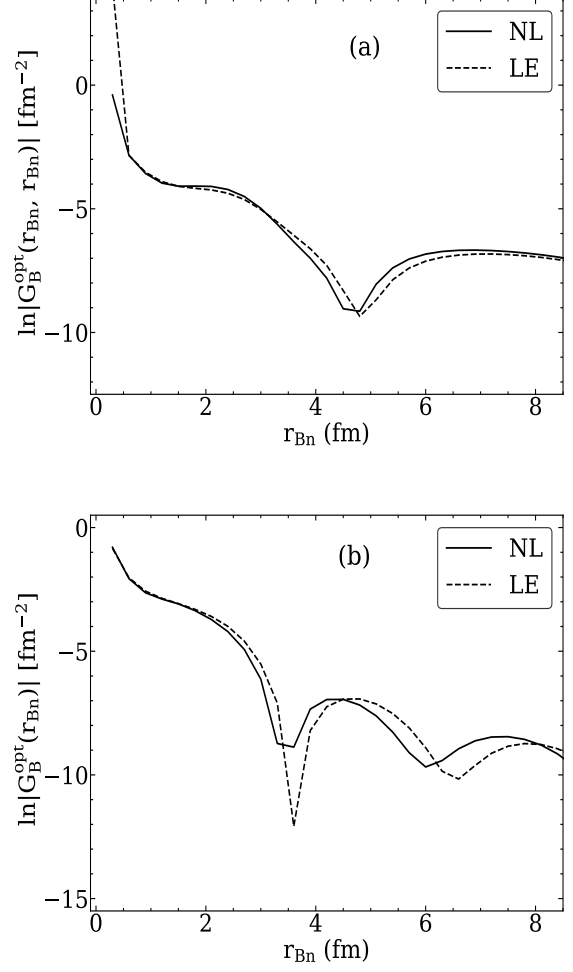 (a)
NL
LE
0
−5
−10
ln|G_B^opt(r_Bn, r_Bn)| [fm^−2]
0 2 4 6 8
r_Bn (fm)
(b)
NL
LE
0
−5
−10
−15
ln|G_B^opt(r_Bn)| [fm^−2]
0 2 4 6 8
r_Bn (fm)